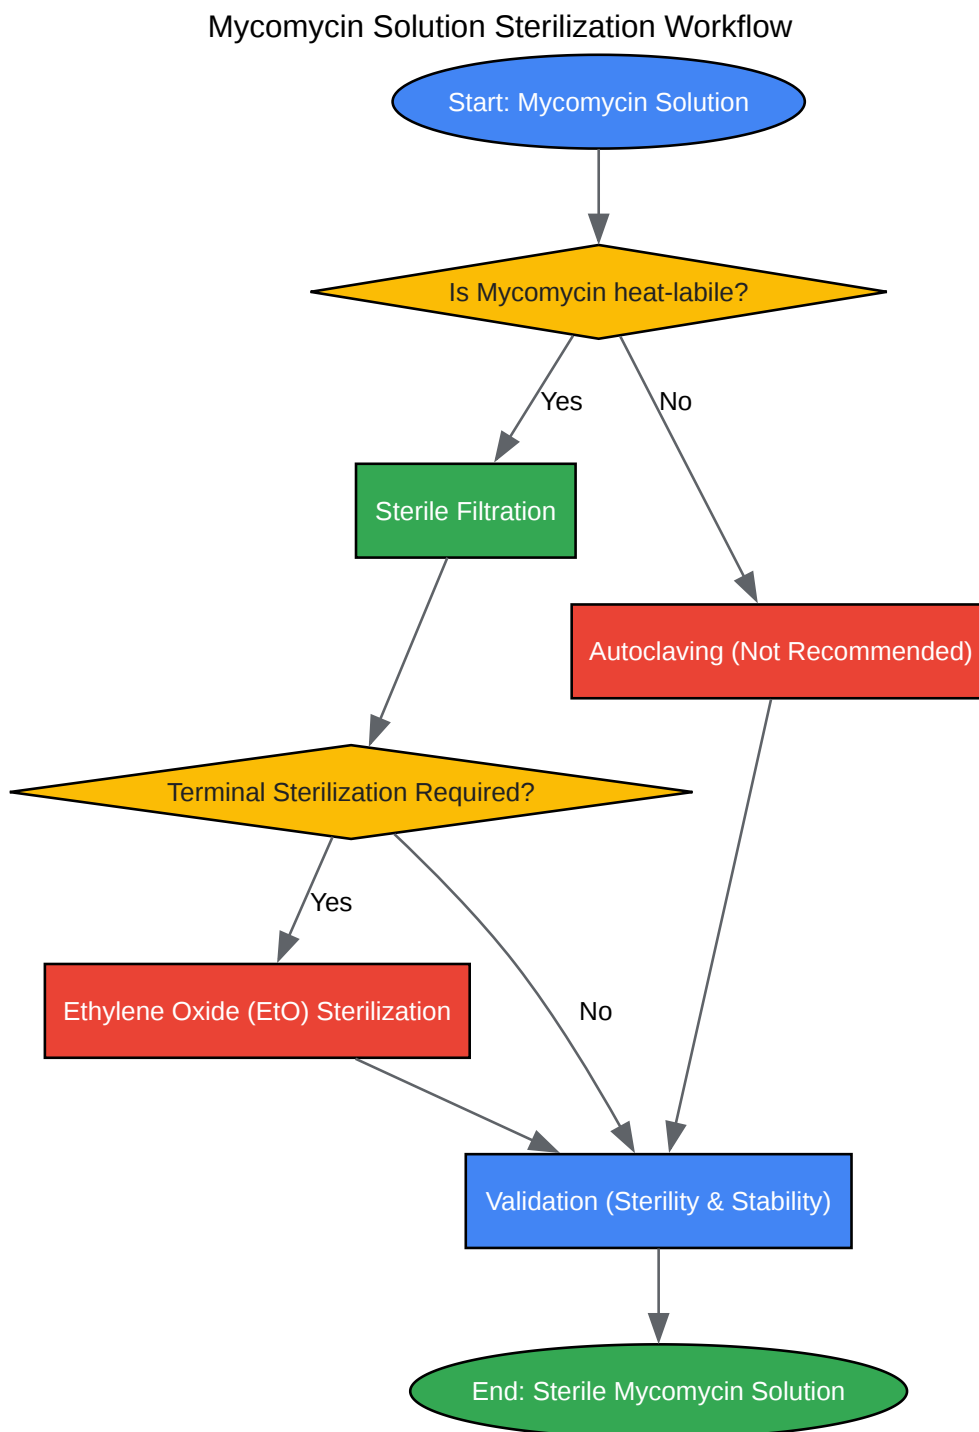 Mycomycin Solution Sterilization Workflow
Start: Mycomycin Solution
Is Mycomycin heat-labile?
Yes
No
Sterile Filtration
Autoclaving (Not Recommended)
Terminal Sterilization Required?
Yes
Ethylene Oxide (EtO) Sterilization
No
Validation (Sterility & Stability)
End: Sterile Mycomycin Solution